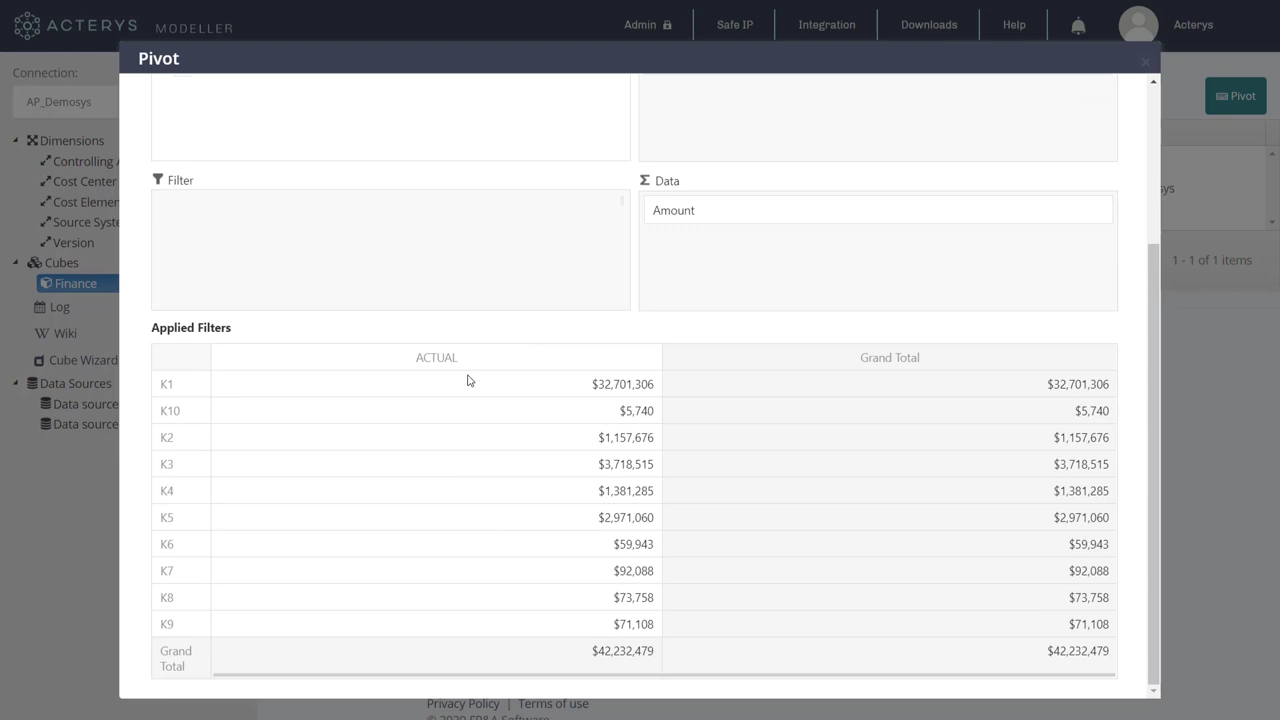 ACTERYS MODELLER Admin Safe IP Integration Downloads Help Acterys
Connection:
AP_Demosys
Dimensions
Controlling A
Cost Center
Cost Elemen
Source Syste
Version
Cubes
Finance
Log
Wiki
Cube Wizard
Data Sources
Data source
Data source
Pivot
×
Pivot
sys
1 - 1 of 1 items
Filter
Data
Amount
Applied Filters
ACTUAL Grand Total
K1 $32,701,306 $32,701,306
K10 $5,740 $5,740
K2 $1,157,676 $1,157,676
K3 $3,718,515 $3,718,515
K4 $1,381,285 $1,381,285
K5 $2,971,060 $2,971,060
K6 $59,943 $59,943
K7 $92,088 $92,088
K8 $73,758 $73,758
K9 $71,108 $71,108
Grand Total $42,232,479 $42,232,479
Privacy Policy | Terms of use
© 2020 FP&A Software